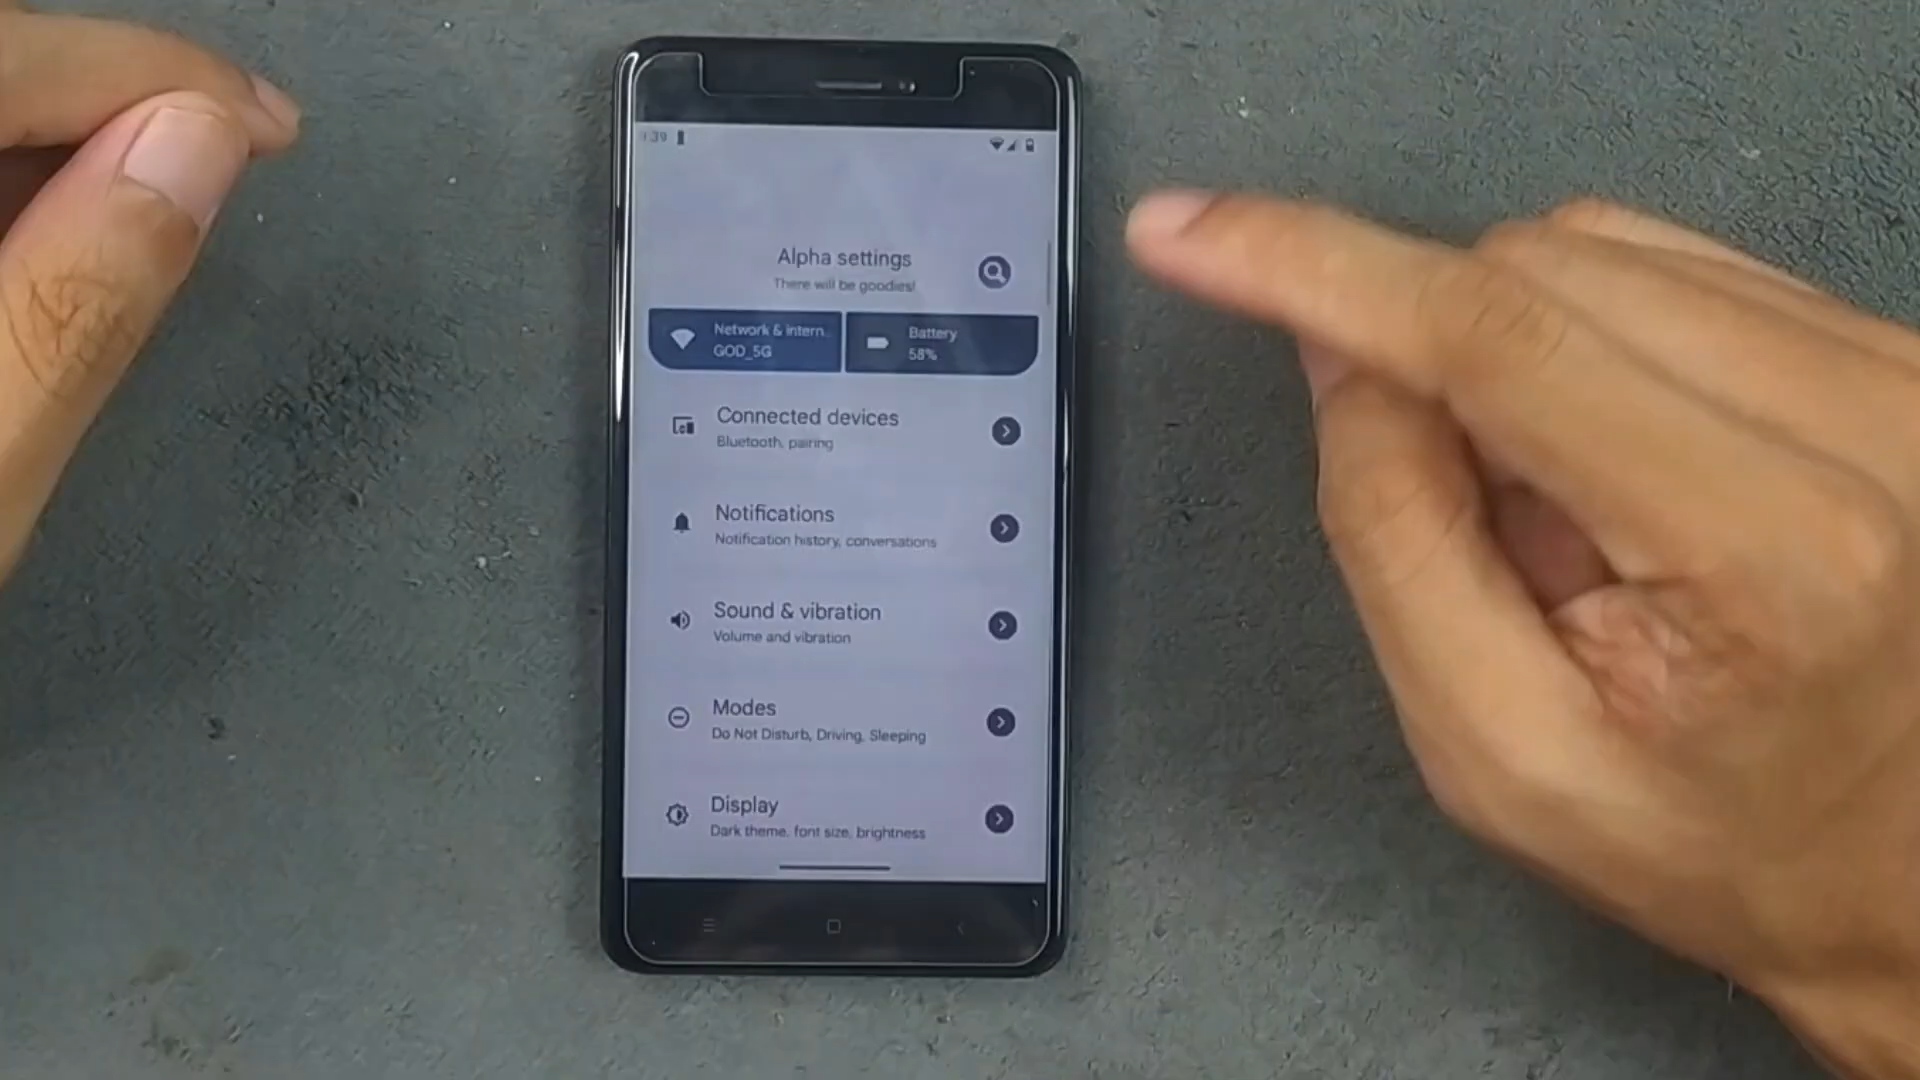 :39
Alpha settings
There will be goodies!
Network & intern..
GOD_5G
Battery
58%
Connected devices
Bluetooth, pairing
Notifications
Notification history, conversations
Sound & vibration
Volume and vibration
Modes
Do Not Disturb, Driving, Sleeping
Display
Dark theme, font size, brightness